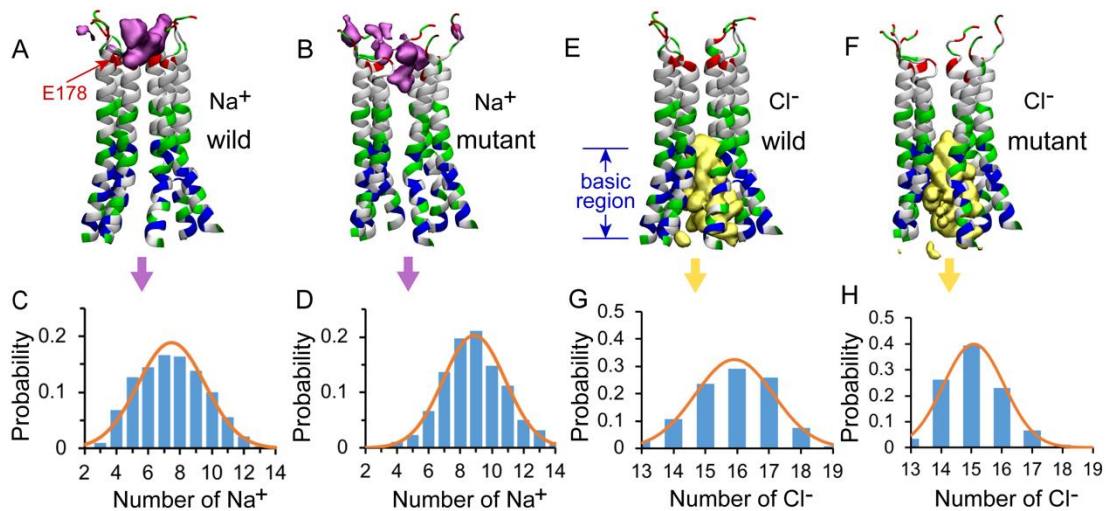 A
E178
Na⁺
wild
B
Na⁺
mutant
E
Cl⁻
wild
basic
region
F
Cl⁻
mutant
C
Probability
0.2
0.1
0
2 4 6 8 10 12 14
Number of Na⁺
D
Probability
0.2
0.1
0
2 4 6 8 10 12 14
Number of Na⁺
G
Probability
0.5
0.4
0.3
0.2
0.1
0
13 14 15 16 17 18 19
Number of Cl⁻
H
Probability
0.5
0.4
0.3
0.2
0.1
0
13 14 15 16 17 18 19
Number of Cl⁻